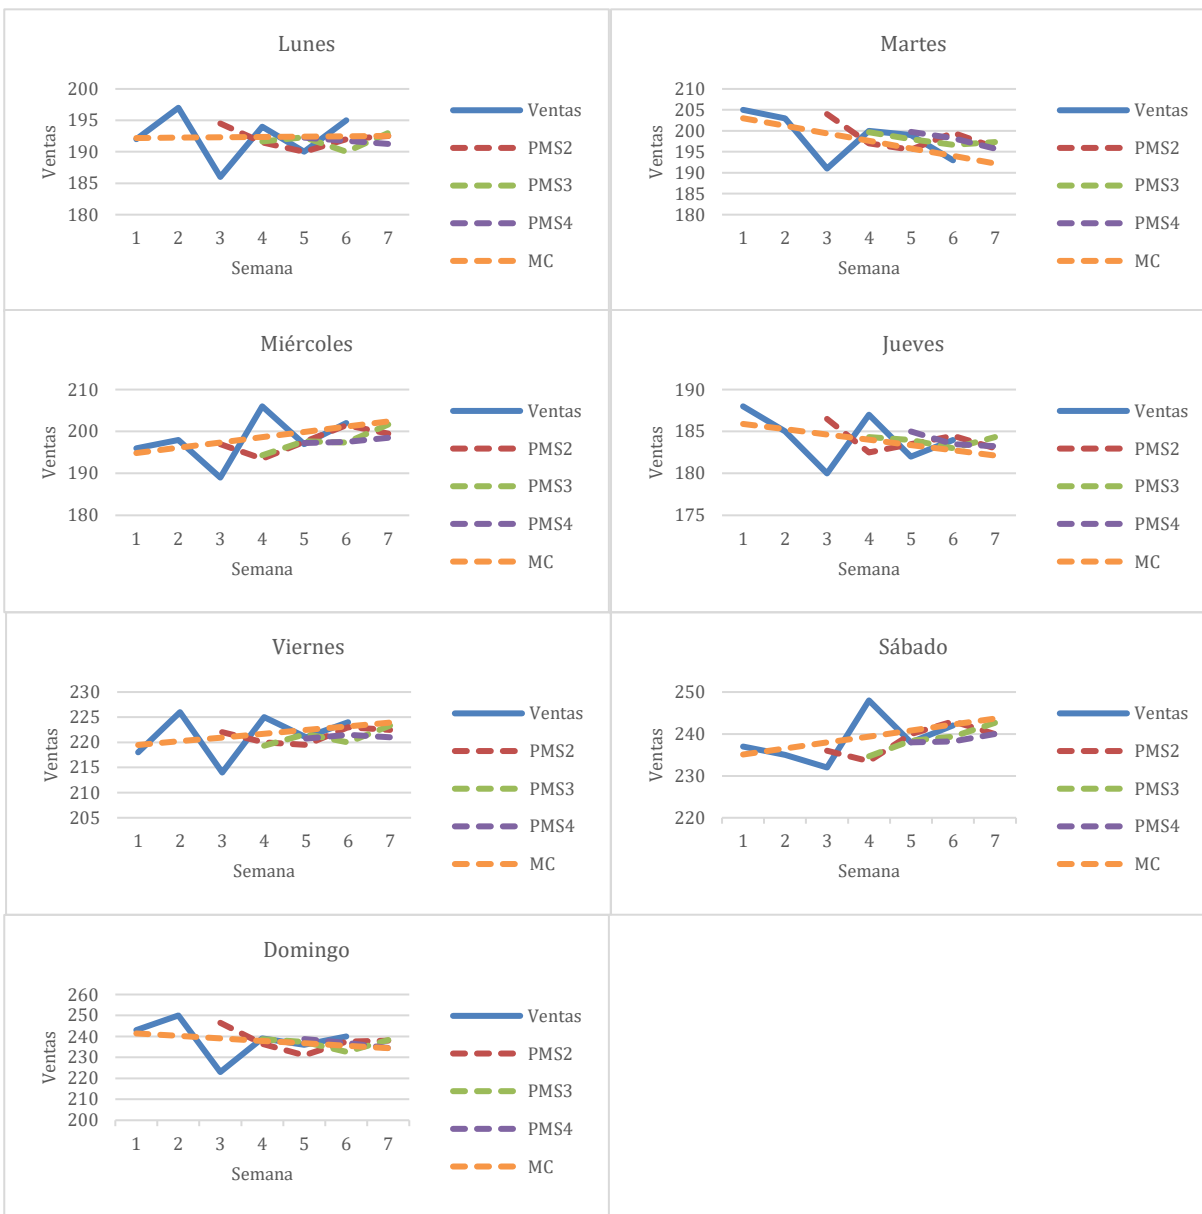 Lunes
200
195
190
185
180
Ventas
1 2 3 4 5 6 7
Semana
Ventas
PMS2
PMS3
PMS4
MC
Martes
210
205
200
195
190
185
180
Ventas
1 2 3 4 5 6 7
Semana
Ventas
PMS2
PMS3
PMS4
MC
Miércoles
210
200
190
180
Ventas
1 2 3 4 5 6 7
Semana
Ventas
PMS2
PMS3
PMS4
MC
Jueves
190
185
180
175
Ventas
1 2 3 4 5 6 7
Semana
Ventas
PMS2
PMS3
PMS4
MC
Viernes
230
225
220
215
210
205
Ventas
1 2 3 4 5 6 7
Semana
Ventas
PMS2
PMS3
PMS4
MC
Sábado
250
240
230
220
Ventas
1 2 3 4 5 6 7
Semana
Ventas
PMS2
PMS3
PMS4
MC
Domingo
260
250
240
230
220
210
200
Ventas
1 2 3 4 5 6 7
Semana
Ventas
PMS2
PMS3
PMS4
MC